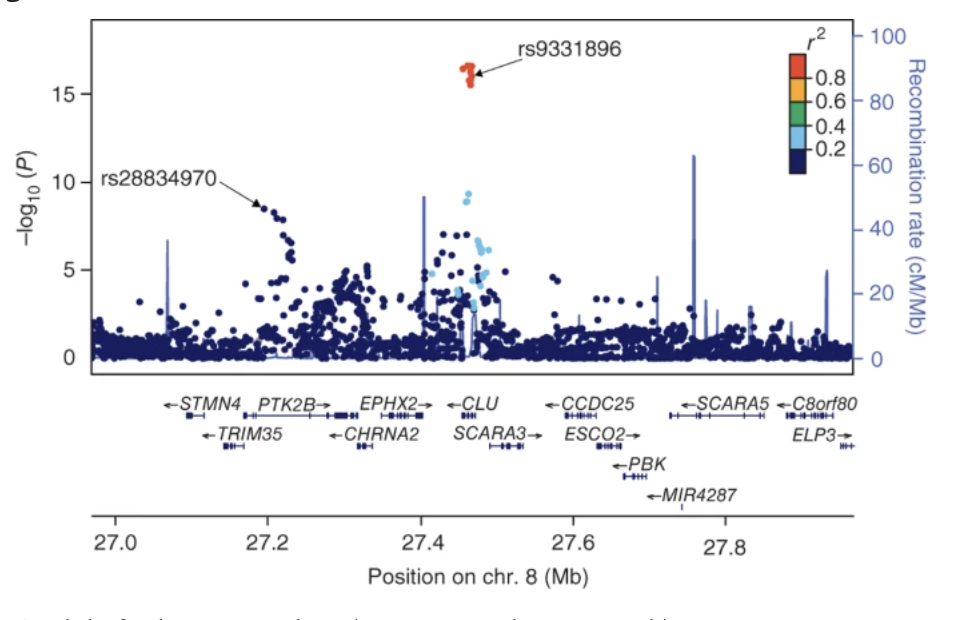 rs9331896
rs28834970
r2
0.8
0.6
0.4
0.2
15
10
5
0
–log10 (P)
100
80
60
40
20
0
Recombination rate (cM/Mb)
←STMN4 PTK2B→ EPHX2→ ←CLU ←CCDC25 ←SCARA5 ←C8orf80
←TRIM35 ←CHRNA2 SCARA3→ ESCO2→ ELP3→
←PBK
←MIR4287
27.0 27.2 27.4 27.6 27.8
Position on chr. 8 (Mb)